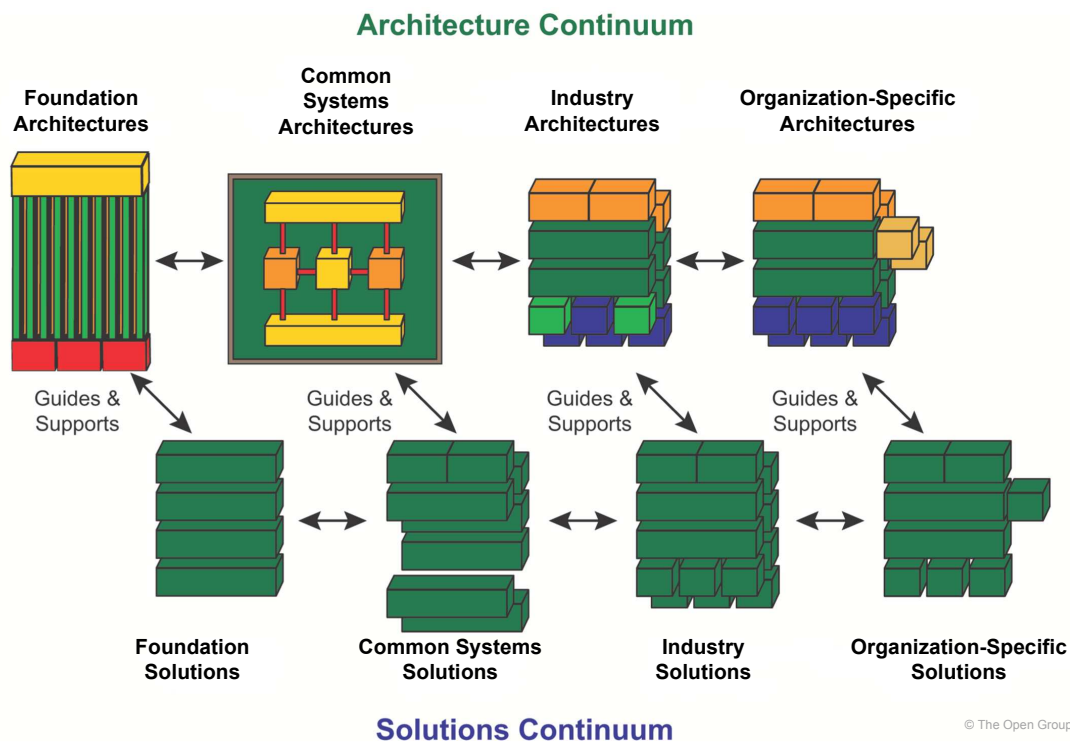 Architecture Continuum
Foundation
Architectures
Common
Systems
Architectures
Industry
Architectures
Organization-Specific
Architectures
Guides &
Supports
Guides &
Supports
Guides &
Supports
Guides &
Supports
Foundation
Solutions
Common Systems
Solutions
Industry
Solutions
Organization-Specific
Solutions
Solutions Continuum
© The Open Group